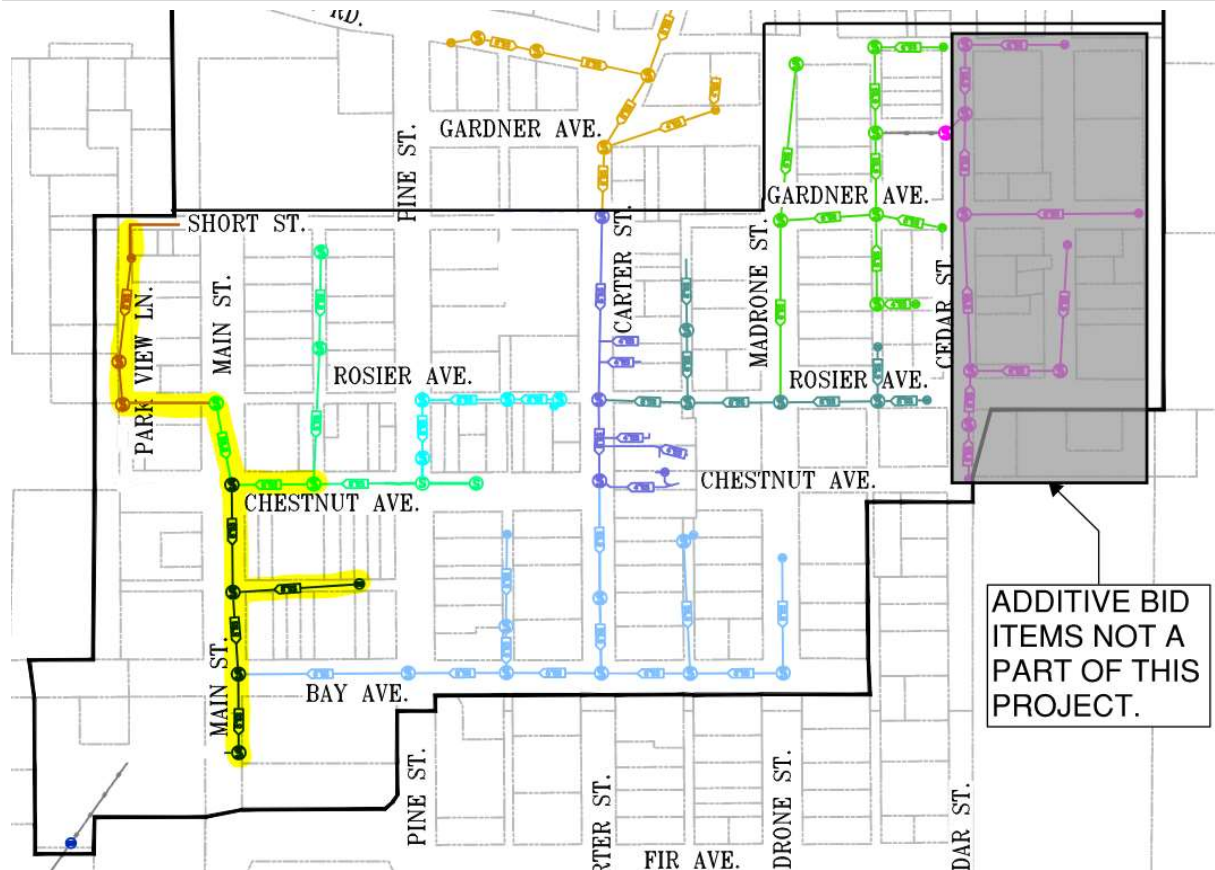 RD.
GARDNER AVE.
PINE ST.
SHORT ST.
GARDNER AVE.
CARTER ST.
MADRONE ST.
CEDAR ST.
MAIN ST.
PARK VIEW LN.
ROSIER AVE.
ROSIER AVE.
CHESTNUT AVE.
CHESTNUT AVE.
ADDITIVE BID
ITEMS NOT A
PART OF THIS
PROJECT.
MAIN ST.
BAY AVE.
PINE ST.
RTER ST.
DRONE ST.
DAR ST.
FIR AVE.